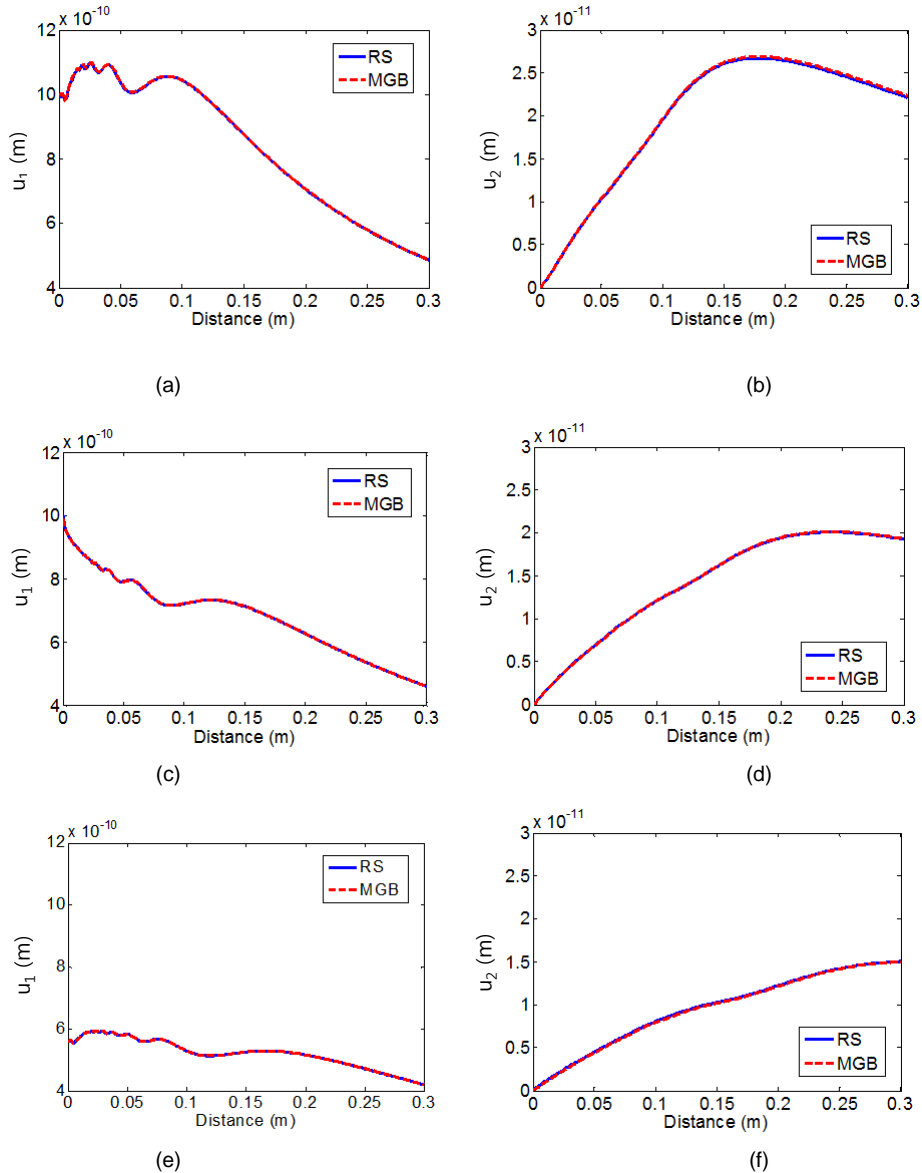 x 10^-10
12
10
8
6
4
u1 (m)
0 0.05 0.1 0.15 0.2 0.25 0.3
Distance (m)
RS
MGB
(a)
x 10^-11
3
2.5
2
1.5
1
0.5
0
u2 (m)
0 0.05 0.1 0.15 0.2 0.25 0.3
Distance (m)
RS
MGB
(b)
x 10^-10
12
10
8
6
4
u1 (m)
0 0.05 0.1 0.15 0.2 0.25 0.3
Distance (m)
RS
MGB
(c)
x 10^-11
3
2.5
2
1.5
1
0.5
0
u2 (m)
0 0.05 0.1 0.15 0.2 0.25 0.3
Distance (m)
RS
MGB
(d)
x 10^-10
12
10
8
6
4
u1 (m)
0 0.05 0.1 0.15 0.2 0.25 0.3
Distance (m)
RS
MGB
(e)
x 10^-11
3
2.5
2
1.5
1
0.5
0
u2 (m)
0 0.05 0.1 0.15 0.2 0.25 0.3
Distance (m)
RS
MGB
(f)